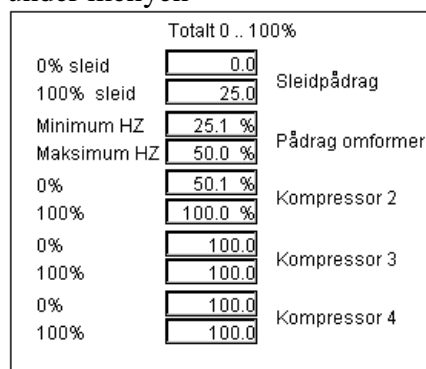 under menyen
Totalt 0 .. 100%
0% sleid 0.0
Sleidpådrag
100% sleid 25.0
Minimum HZ 25.1 %
Pådrag omformer
Maksimum HZ 50.0 %
0% 50.1 %
Kompressor 2
100% 100.0 %
0% 100.0
Kompressor 3
100% 100.0
0% 100.0
Kompressor 4
100% 100.0